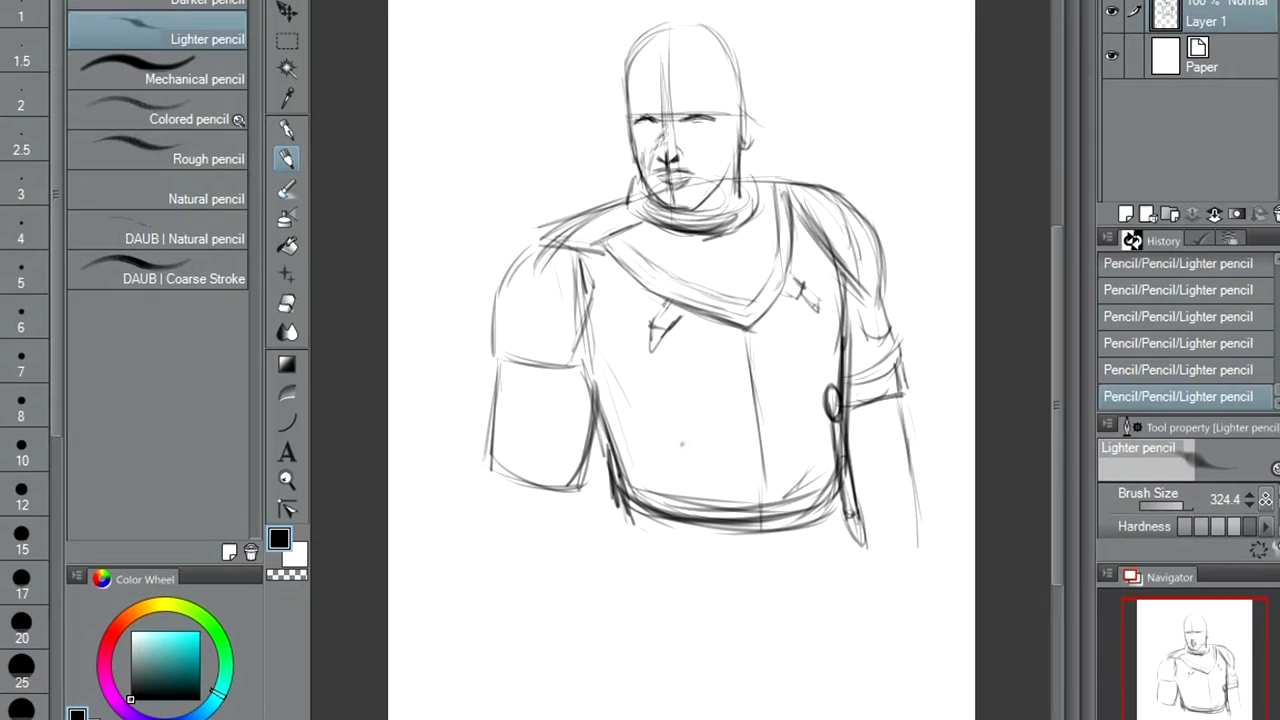 Darker pencil
Lighter pencil
Mechanical pencil
Colored pencil
Rough pencil
Natural pencil
DAUB | Natural pencil
DAUB | Coarse Stroke
1
1.5
2
2.5
3
4
5
6
7
8
10
12
15
17
20
25
Color Wheel
A
100 % Normal
Layer 1
Paper
History
Pencil/Pencil/Lighter pencil
Pencil/Pencil/Lighter pencil
Pencil/Pencil/Lighter pencil
Pencil/Pencil/Lighter pencil
Pencil/Pencil/Lighter pencil
Pencil/Pencil/Lighter pencil
Tool property [Lighter pencil
Lighter pencil
Brush Size 324.4
Hardness
Navigator